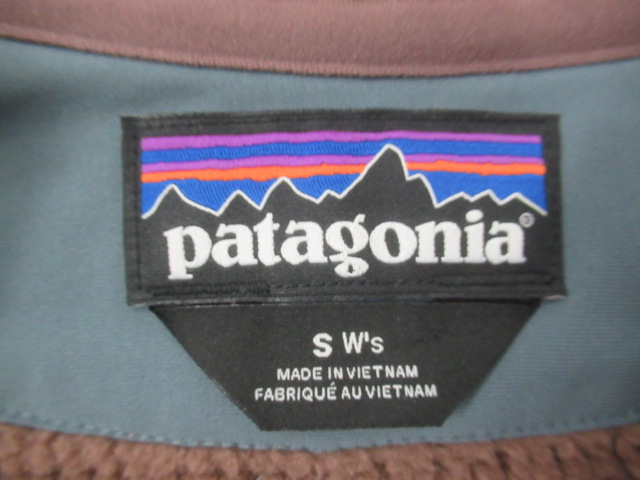 patagonia®
S W's
MADE IN VIETNAM
FABRIQUÉ AU VIETNAM